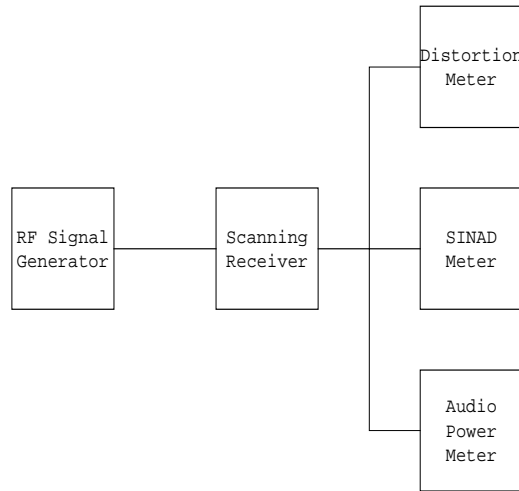 Distortion
Meter
RF Signal
Generator
Scanning
Receiver
SINAD
Meter
Audio
Power
Meter